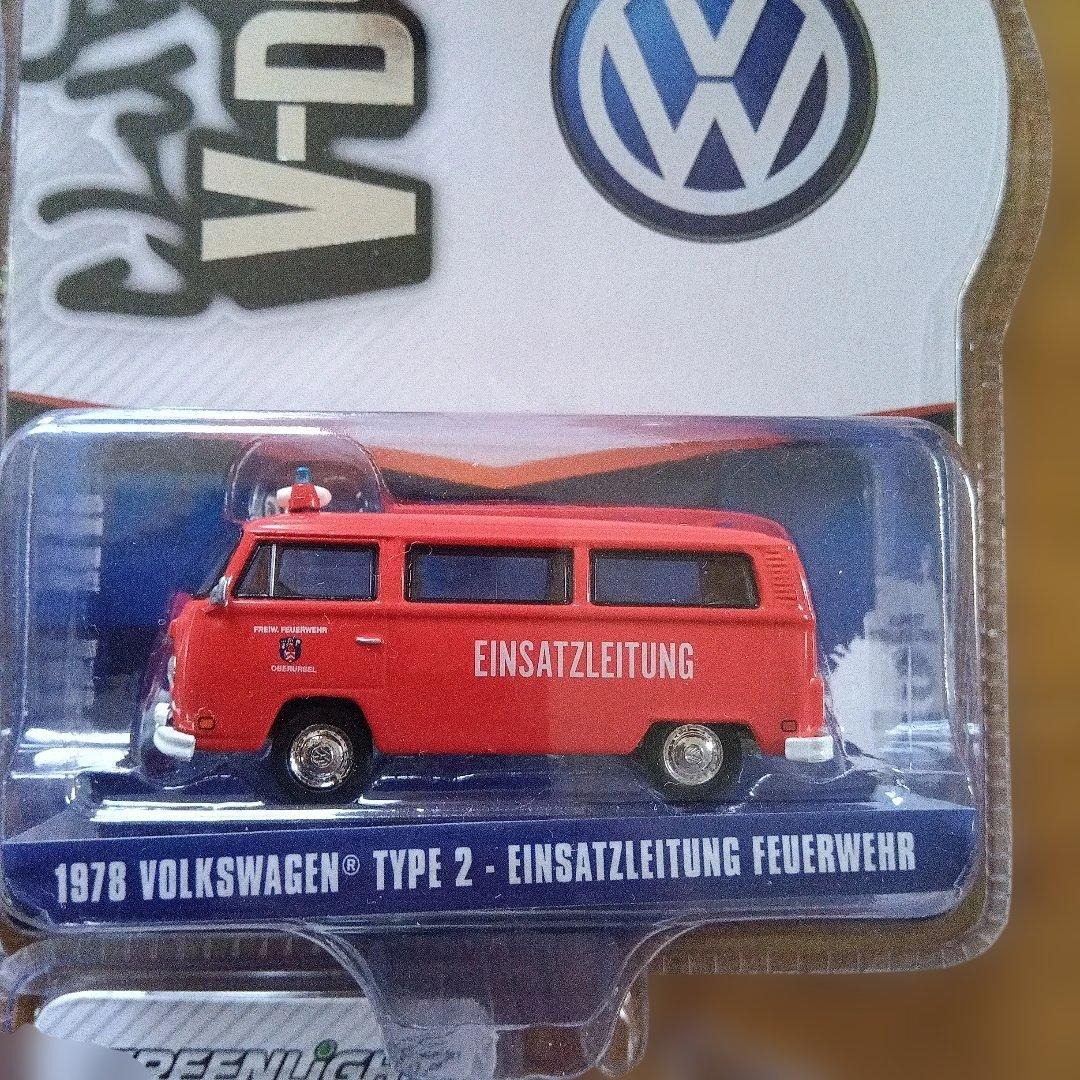 V-D
FREIW. FEUERWEHR
OBERURSEL
EINSATZLEITUNG
1978 VOLKSWAGEN® TYPE 2 - EINSATZLEITUNG FEUERWEHR